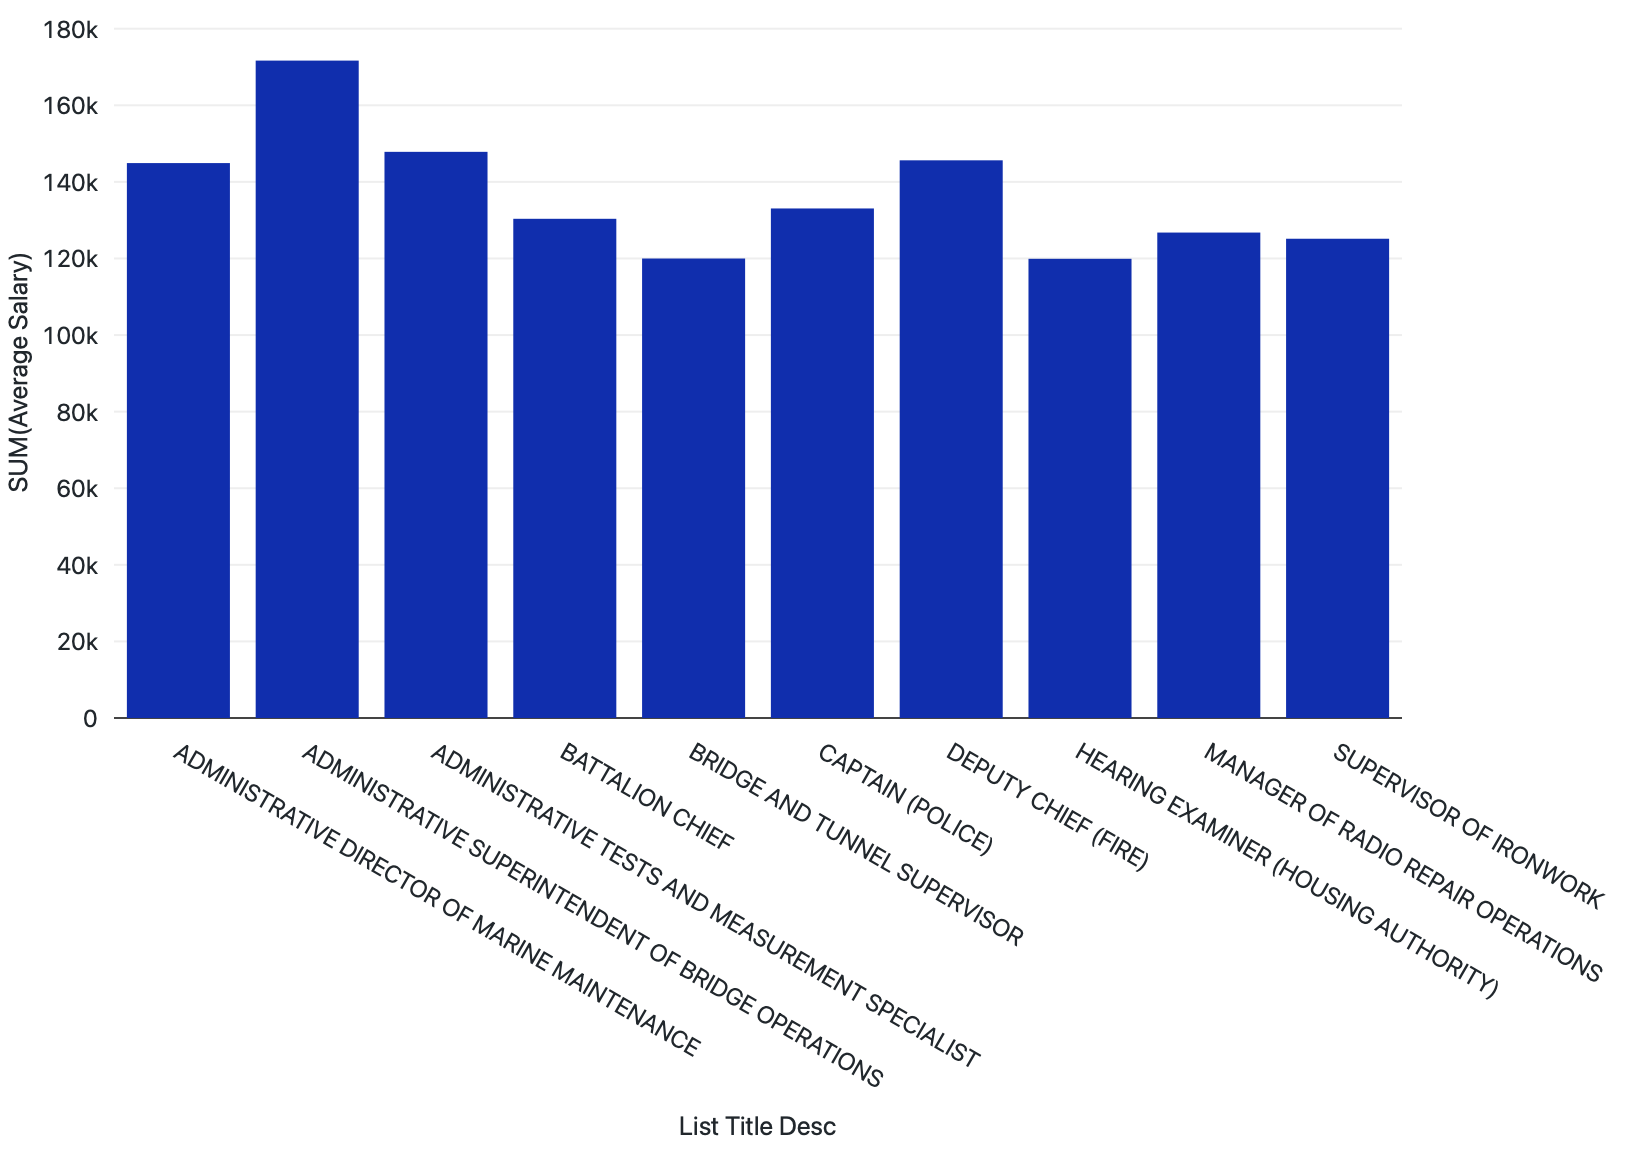 180k
160k
140k
120k
100k
80k
60k
40k
20k
0
SUM(Average Salary)
ADMINISTRATIVE DIRECTOR OF MARINE MAINTENANCE
ADMINISTRATIVE SUPERINTENDENT OF BRIDGE OPERATIONS
ADMINISTRATIVE TESTS AND MEASUREMENT SPECIALIST
BATTALION CHIEF
BRIDGE AND TUNNEL SUPERVISOR
CAPTAIN (POLICE)
DEPUTY CHIEF (FIRE)
HEARING EXAMINER (HOUSING AUTHORITY)
MANAGER OF RADIO REPAIR OPERATIONS
SUPERVISOR OF IRONWORK
List Title Desc